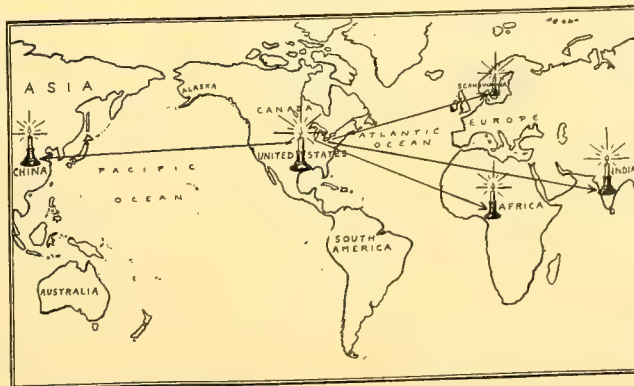 ASIA
ALASKA
SCANDINAVIA
CANADA
EUROPE
ATLANTIC
OCEAN
CHINA
UNITED STATES
PACIFIC
INDIA
OCEAN
AFRICA
SOUTH
AMERICA
AUSTRALIA